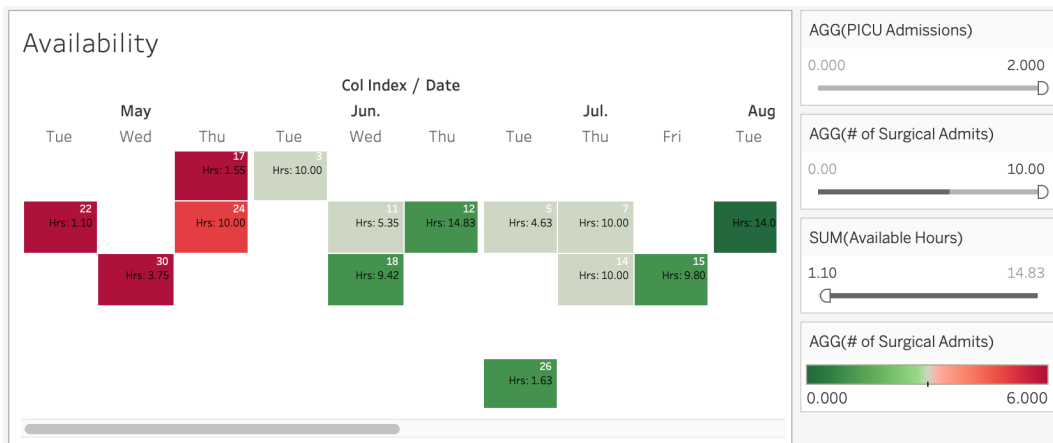 Availability
Col Index / Date
May Jun. Jul. Aug
Tue Wed Thu Tue Wed Thu Tue Thu Fri Tue
17 3
Hrs: 1.55 Hrs: 10.00
22 24 11 12 5 7
Hrs: 1.10 Hrs: 10.00 Hrs: 5.35 Hrs: 14.83 Hrs: 4.63 Hrs: 10.00 Hrs: 14.0
30 18 14 15
Hrs: 3.75 Hrs: 9.42 Hrs: 10.00 Hrs: 9.80
26
Hrs: 1.63
AGG(PICU Admissions)
0.000 2.000
AGG(# of Surgical Admits)
0.00 10.00
SUM(Available Hours)
1.10 14.83
AGG(# of Surgical Admits)
0.000 6.000